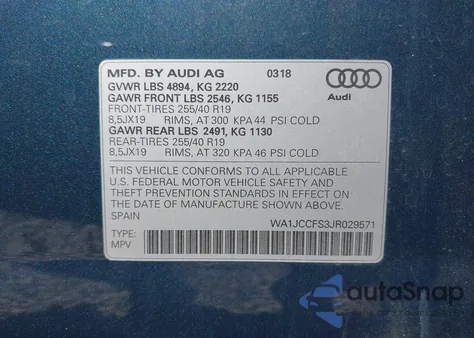 MFD. BY AUDI AG 0318
GVWR LBS 4894, KG 2220
GAWR FRONT LBS 2546, KG 1155
FRONT-TIRES 255/40 R19
8,5JX19 RIMS, AT 300 KPA 44 PSI COLD
GAWR REAR LBS 2491, KG 1130
REAR-TIRES 255/40 R19
8,5JX19 RIMS, AT 320 KPA 46 PSI COLD
Audi
THIS VEHICLE CONFORMS TO ALL APPLICABLE
U.S. FEDERAL MOTOR VEHICLE SAFETY AND
THEFT PREVENTION STANDARDS IN EFFECT ON THE
DATE OF MANUFACTURE SHOWN ABOVE.
SPAIN WA1JCCFS3JR029571
TYPE:
MPV
autoSnap